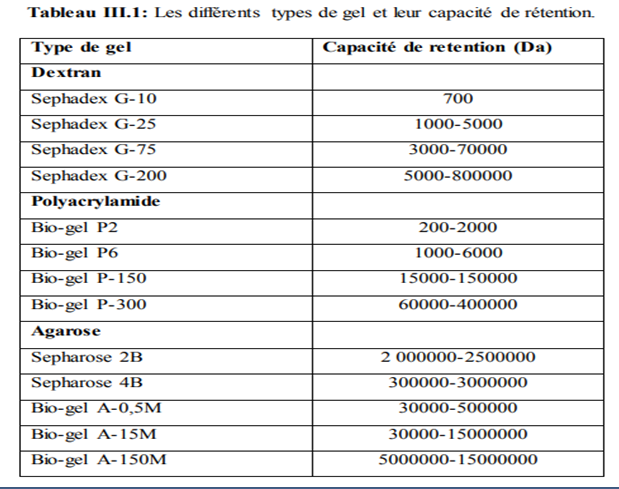 Tableau III.1: Les différents types de gel et leur capacité de rétention.
Type de gel Capacité de retention (Da)
Dextran
Sephadex G-10 700
Sephadex G-25 1000-5000
Sephadex G-75 3000-70000
Sephadex G-200 5000-800000
Polyacrylamide
Bio-gel P2 200-2000
Bio-gel P6 1000-6000
Bio-gel P-150 15000-150000
Bio-gel P-300 60000-400000
Agarose
Sepharose 2B 2 000000-2500000
Sepharose 4B 300000-3000000
Bio-gel A-0,5M 30000-500000
Bio-gel A-15M 30000-15000000
Bio-gel A-150M 5000000-15000000